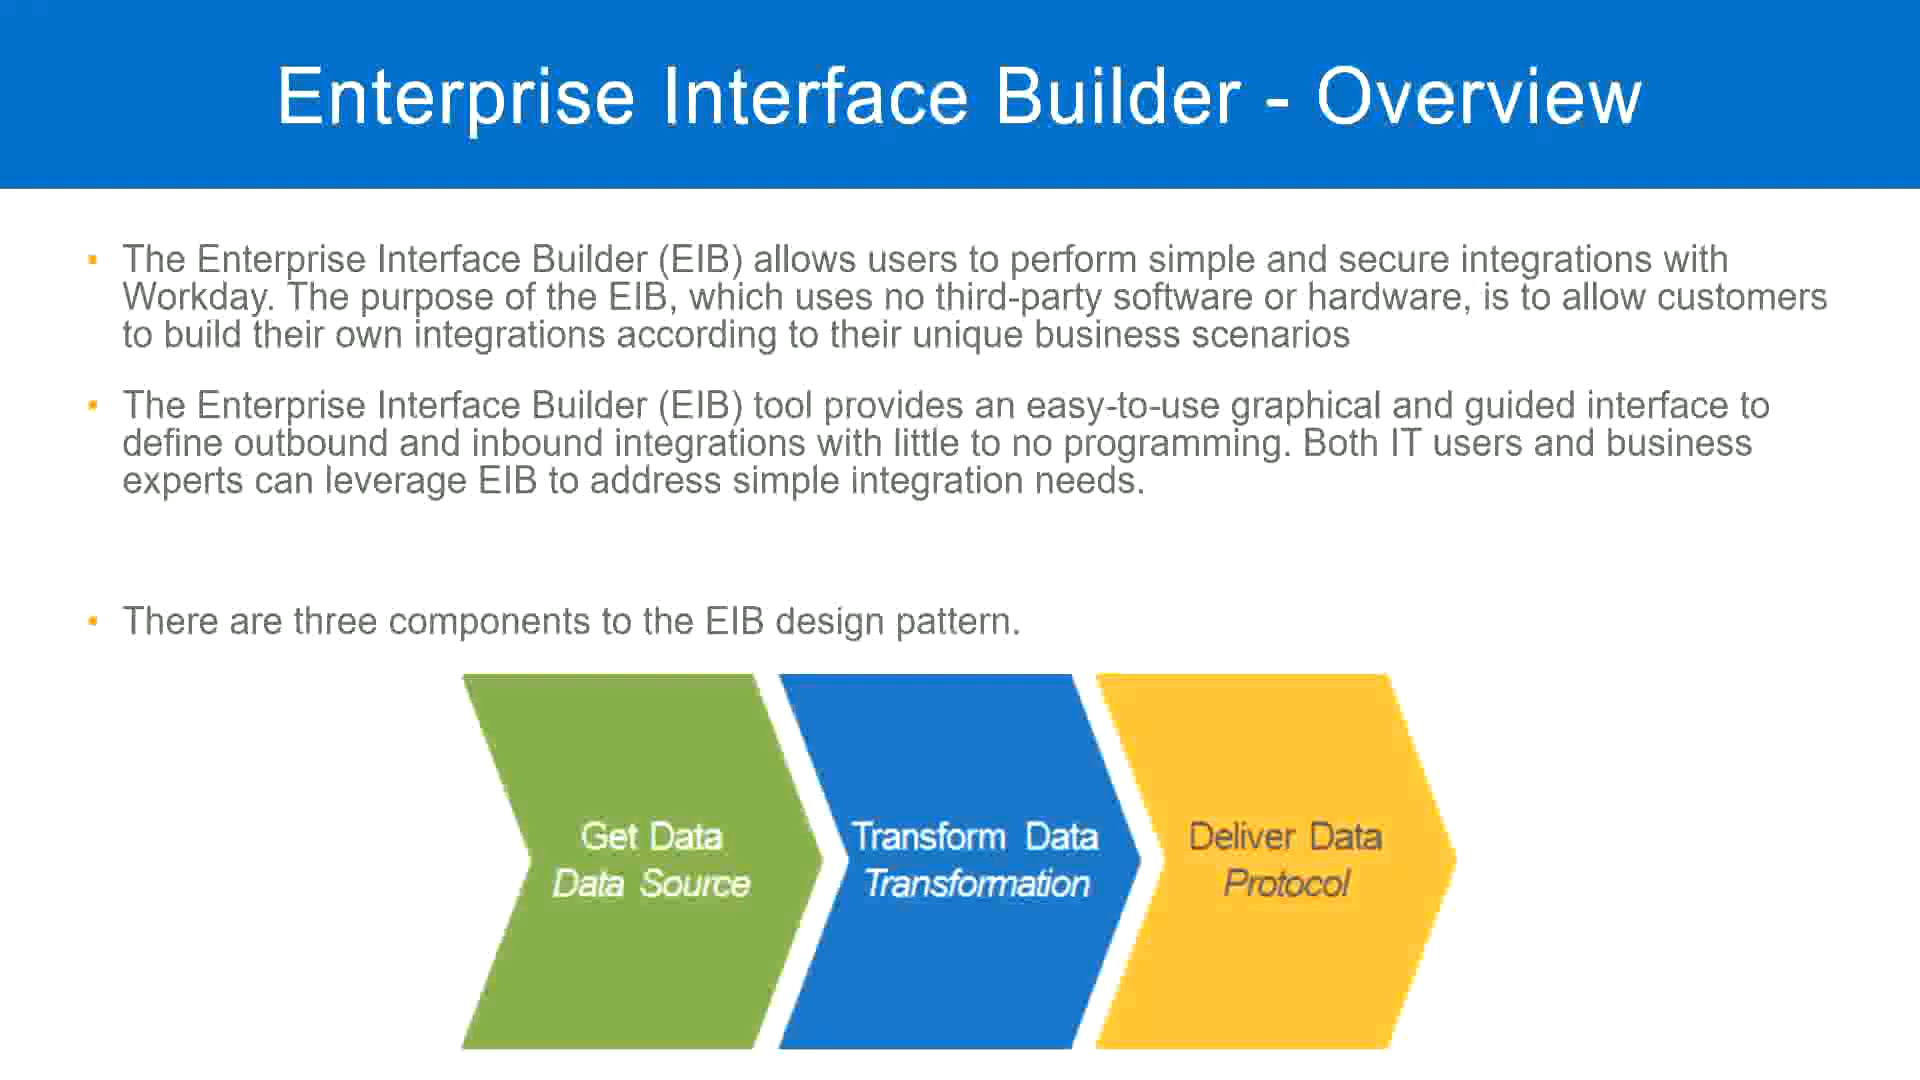 Enterprise Interface Builder - Overview
▪ The Enterprise Interface Builder (EIB) allows users to perform simple and secure integrations with
Workday. The purpose of the EIB, which uses no third-party software or hardware, is to allow customers
to build their own integrations according to their unique business scenarios
▪ The Enterprise Interface Builder (EIB) tool provides an easy-to-use graphical and guided interface to
define outbound and inbound integrations with little to no programming. Both IT users and business
experts can leverage EIB to address simple integration needs.
▪ There are three components to the EIB design pattern.
Get Data
Data Source
Transform Data
Transformation
Deliver Data
Protocol